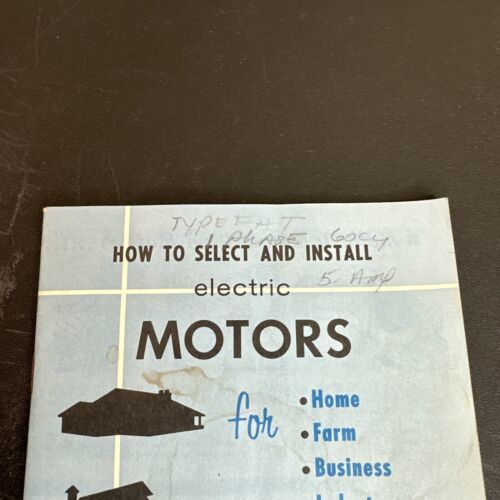 TYPE FHT
1 PHASE 60cy
HOW TO SELECT AND INSTALL
5-Amp
electric
MOTORS
for
• Home
• Farm
• Business